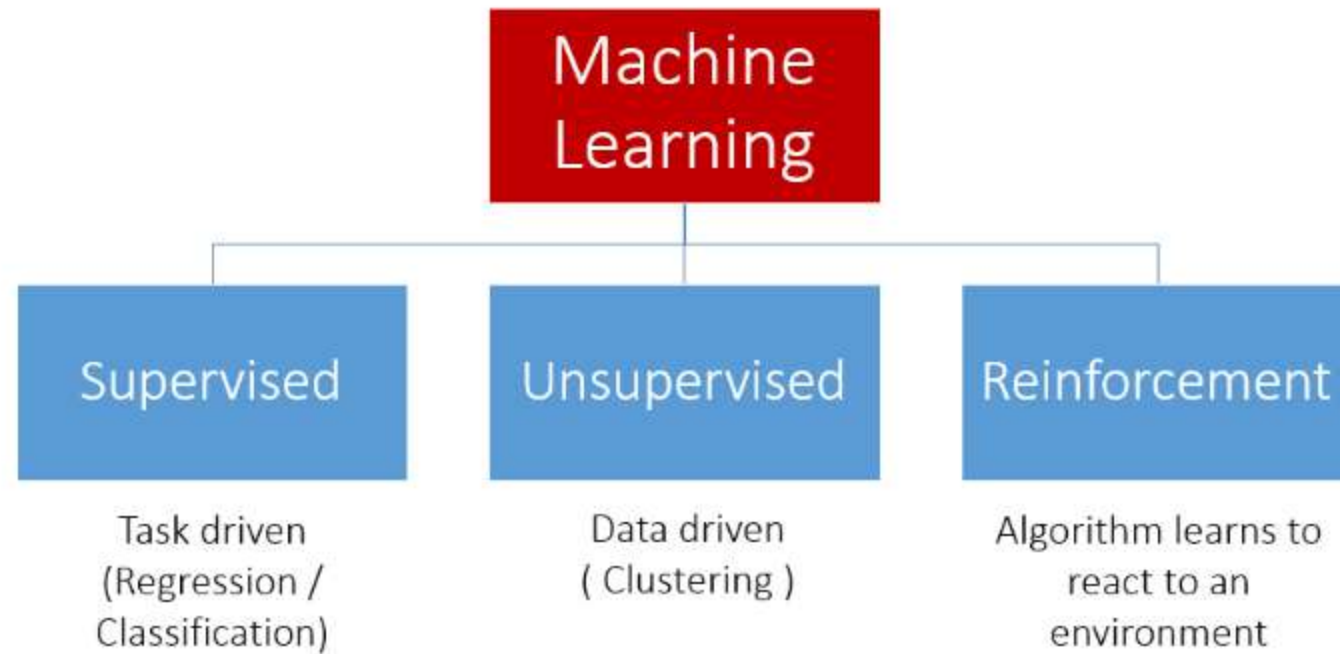 Machine
Learning
Supervised
Unsupervised
Reinforcement
Task driven
(Regression /
Classification)
Data driven
( Clustering )
Algorithm learns to
react to an
environment